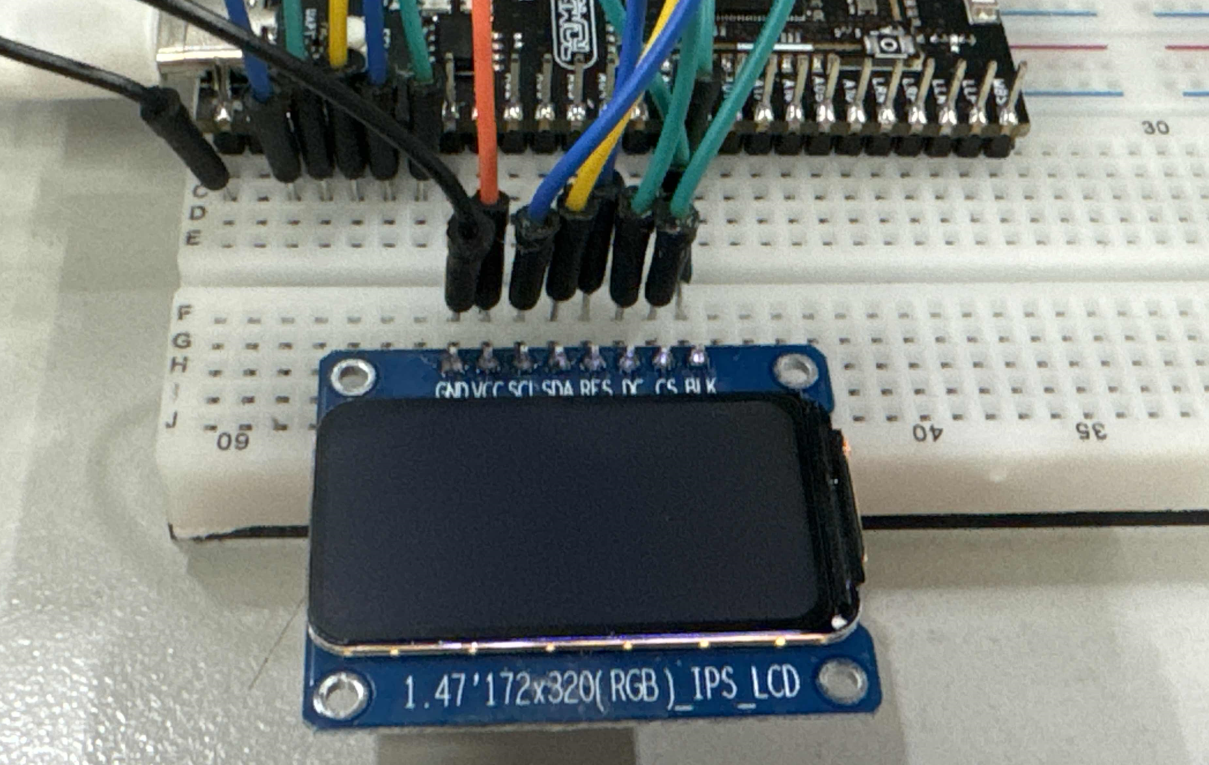 30
C
D
E
F
G
H
I
J
GND VCC SCL SDA RES DC CS BLK
60
40
35
1.47'172x320(RGB)_IPS_LCD